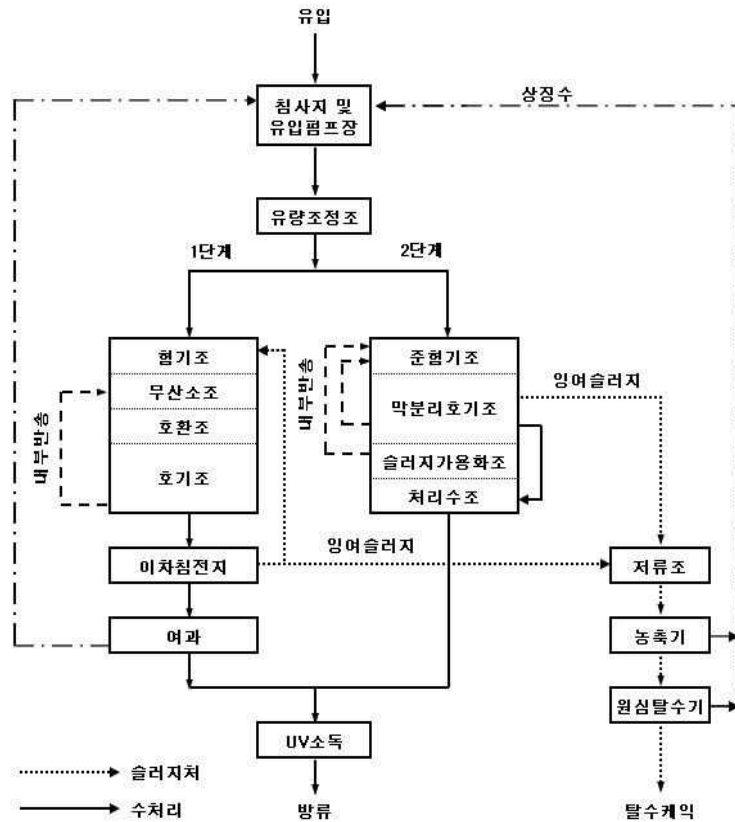 유입
침사지 및
유입펌프장
상징수
유량조정조
1단계
2단계
혐기조
무산소조
호환조
호기조
내부반송
준혐기조
막분리호기조
슬러지가용화조
처리수조
내부반송
잉여슬러지
이차침전지
잉여슬러지
저류조
여과
농축기
원심탈수기
UV소독
슬러지처
수처리
방류
탈수케익